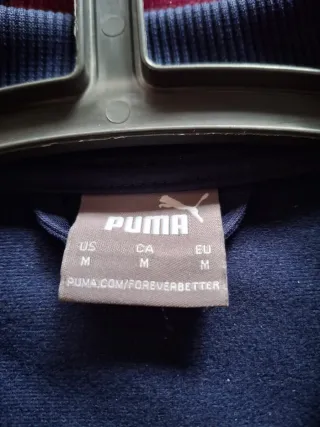 PUMA
US CA EU
M M M
PUMA.COM/FOREVERBETTER